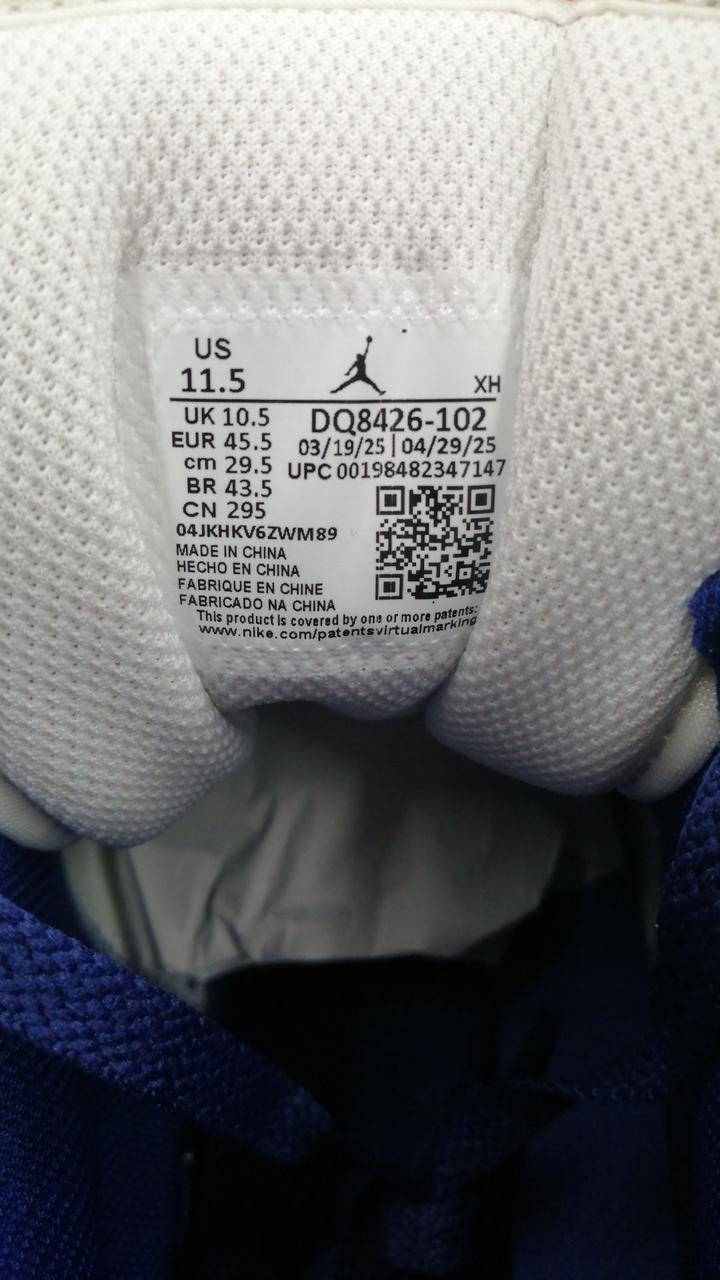 US
11.5
XH
UK 10.5
DQ8426-102
EUR 45.5
03/19/25 | 04/29/25
cm 29.5
UPC 00198482347147
BR 43.5
CN 295
04JKHKV6ZWM89
MADE IN CHINA
HECHO EN CHINA
FABRIQUE EN CHINE
FABRICADO NA CHINA
This product is covered by one or more patents:
www.nike.com/patentsvirtualmarking